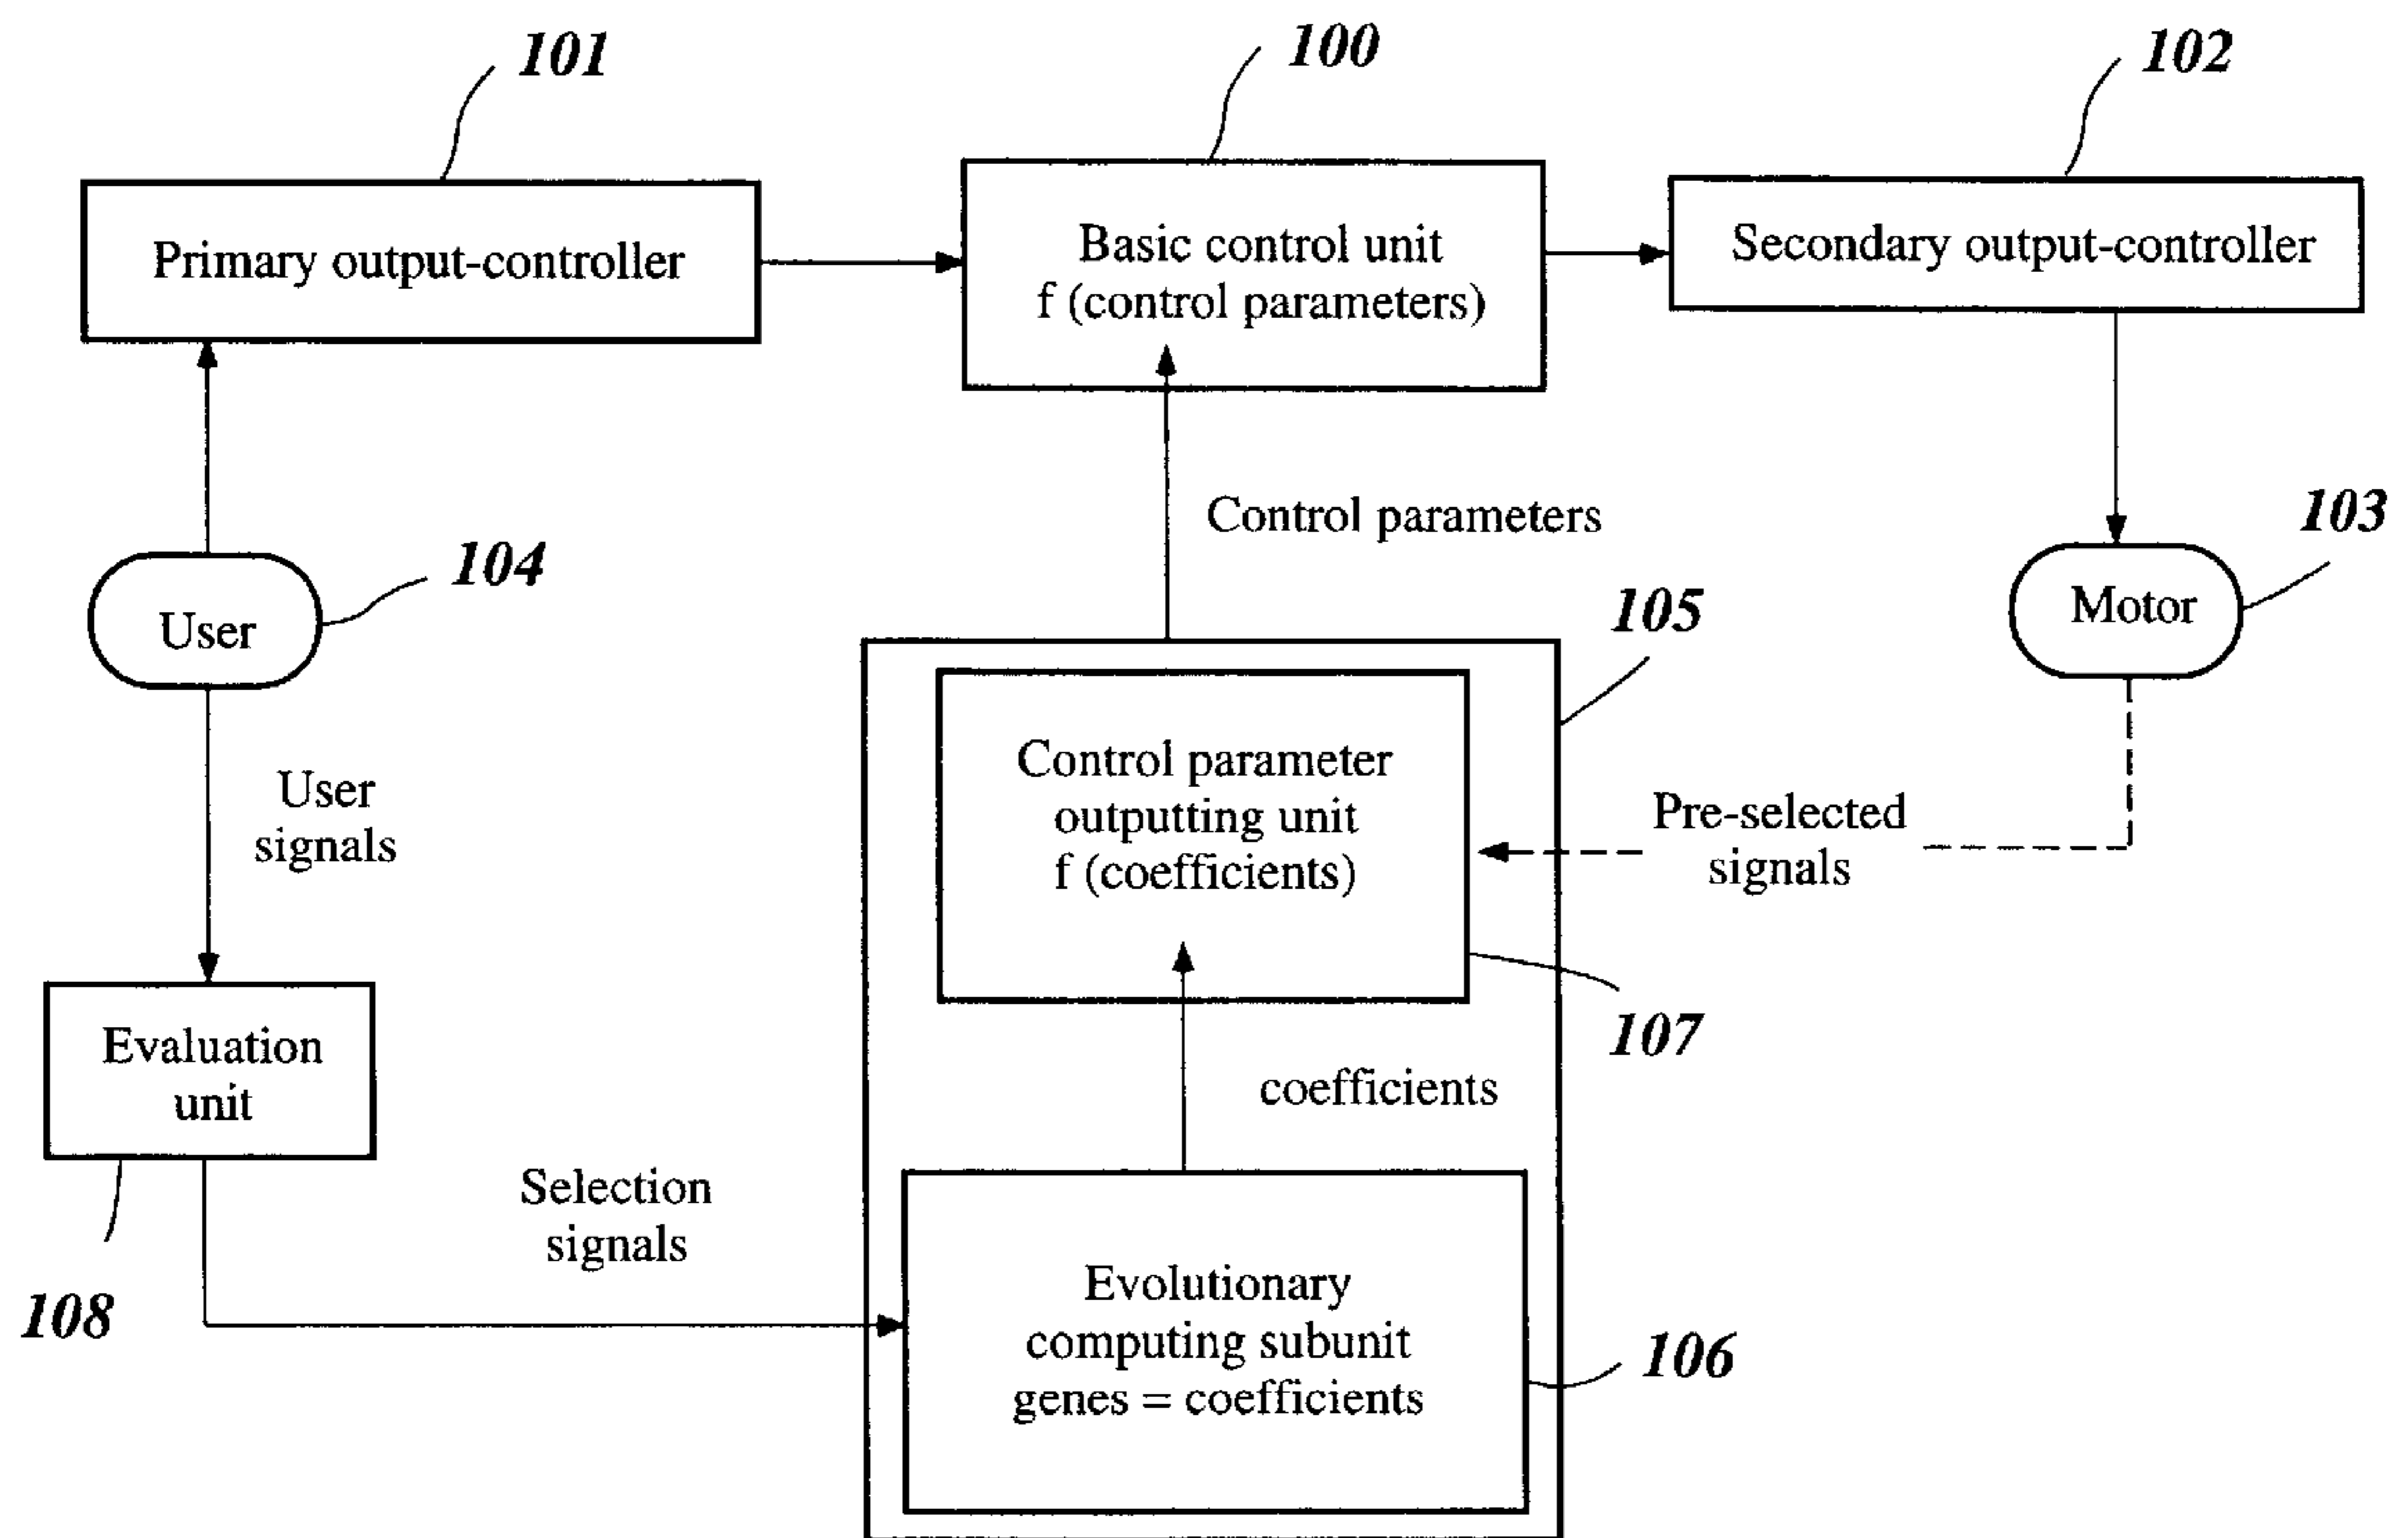 101
100
102
Primary output-controller
Basic control unit
f (control parameters)
Secondary output-controller
Control parameters
103
104
User
Motor
105
Control parameter
outputting unit
f (coefficients)
User
signals
Pre-selected
signals
107
Evaluation
unit
coefficients
Selection
signals
108
Evolutionary
computing subunit
genes = coefficients
106